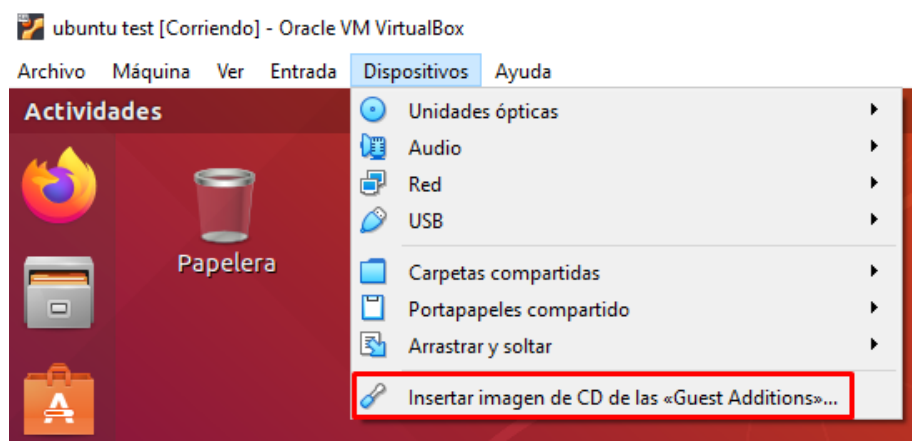 ubuntu test [Corriendo] - Oracle VM VirtualBox
Archivo Máquina Ver Entrada Dispositivos Ayuda
Actividades
Unidades ópticas
Audio
Red
USB
Papelera
Carpetas compartidas
Portapapeles compartido
Arrastrar y soltar
Insertar imagen de CD de las «Guest Additions»...